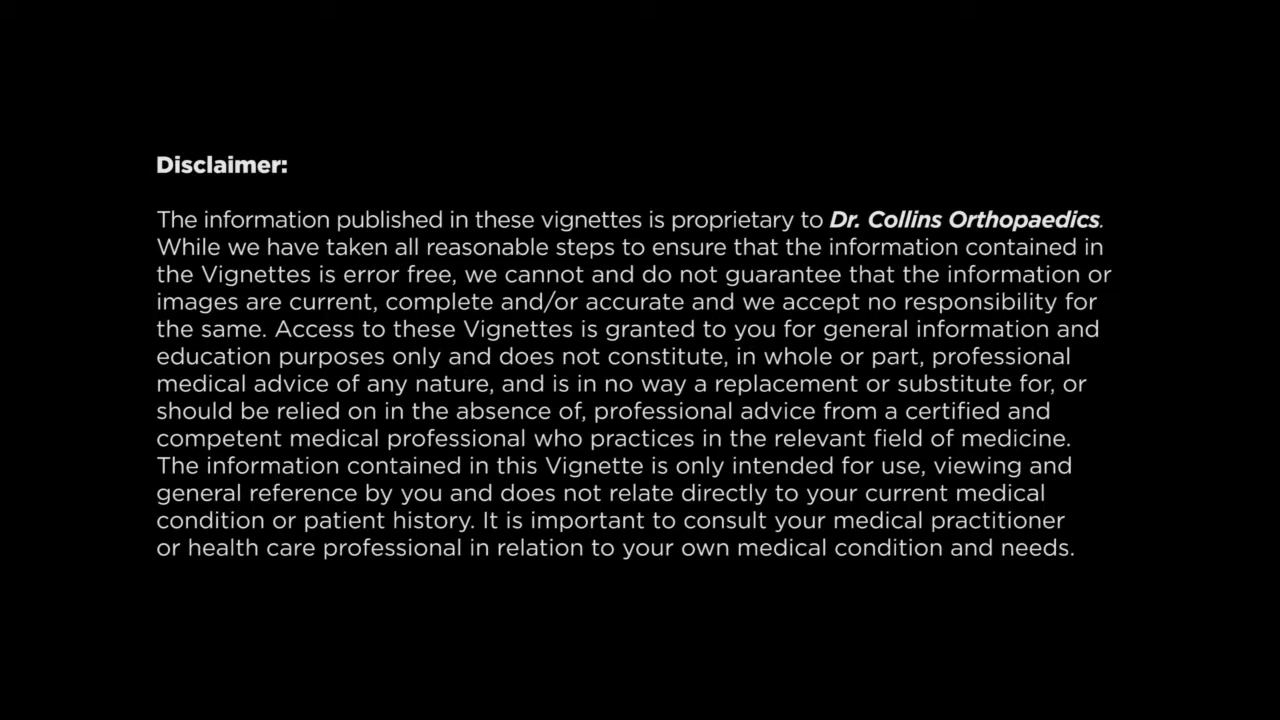 Disclaimer:
The information published in these vignettes is proprietary to Dr. Collins Orthopaedics.
While we have taken all reasonable steps to ensure that the information contained in
the Vignettes is error free, we cannot and do not guarantee that the information or
images are current, complete and/or accurate and we accept no responsibility for
the same. Access to these Vignettes is granted to you for general information and
education purposes only and does not constitute, in whole or part, professional
medical advice of any nature, and is in no way a replacement or substitute for, or
should be relied on in the absence of, professional advice from a certified and
competent medical professional who practices in the relevant field of medicine.
The information contained in this Vignette is only intended for use, viewing and
general reference by you and does not relate directly to your current medical
condition or patient history. It is important to consult your medical practitioner
or health care professional in relation to your own medical condition and needs.